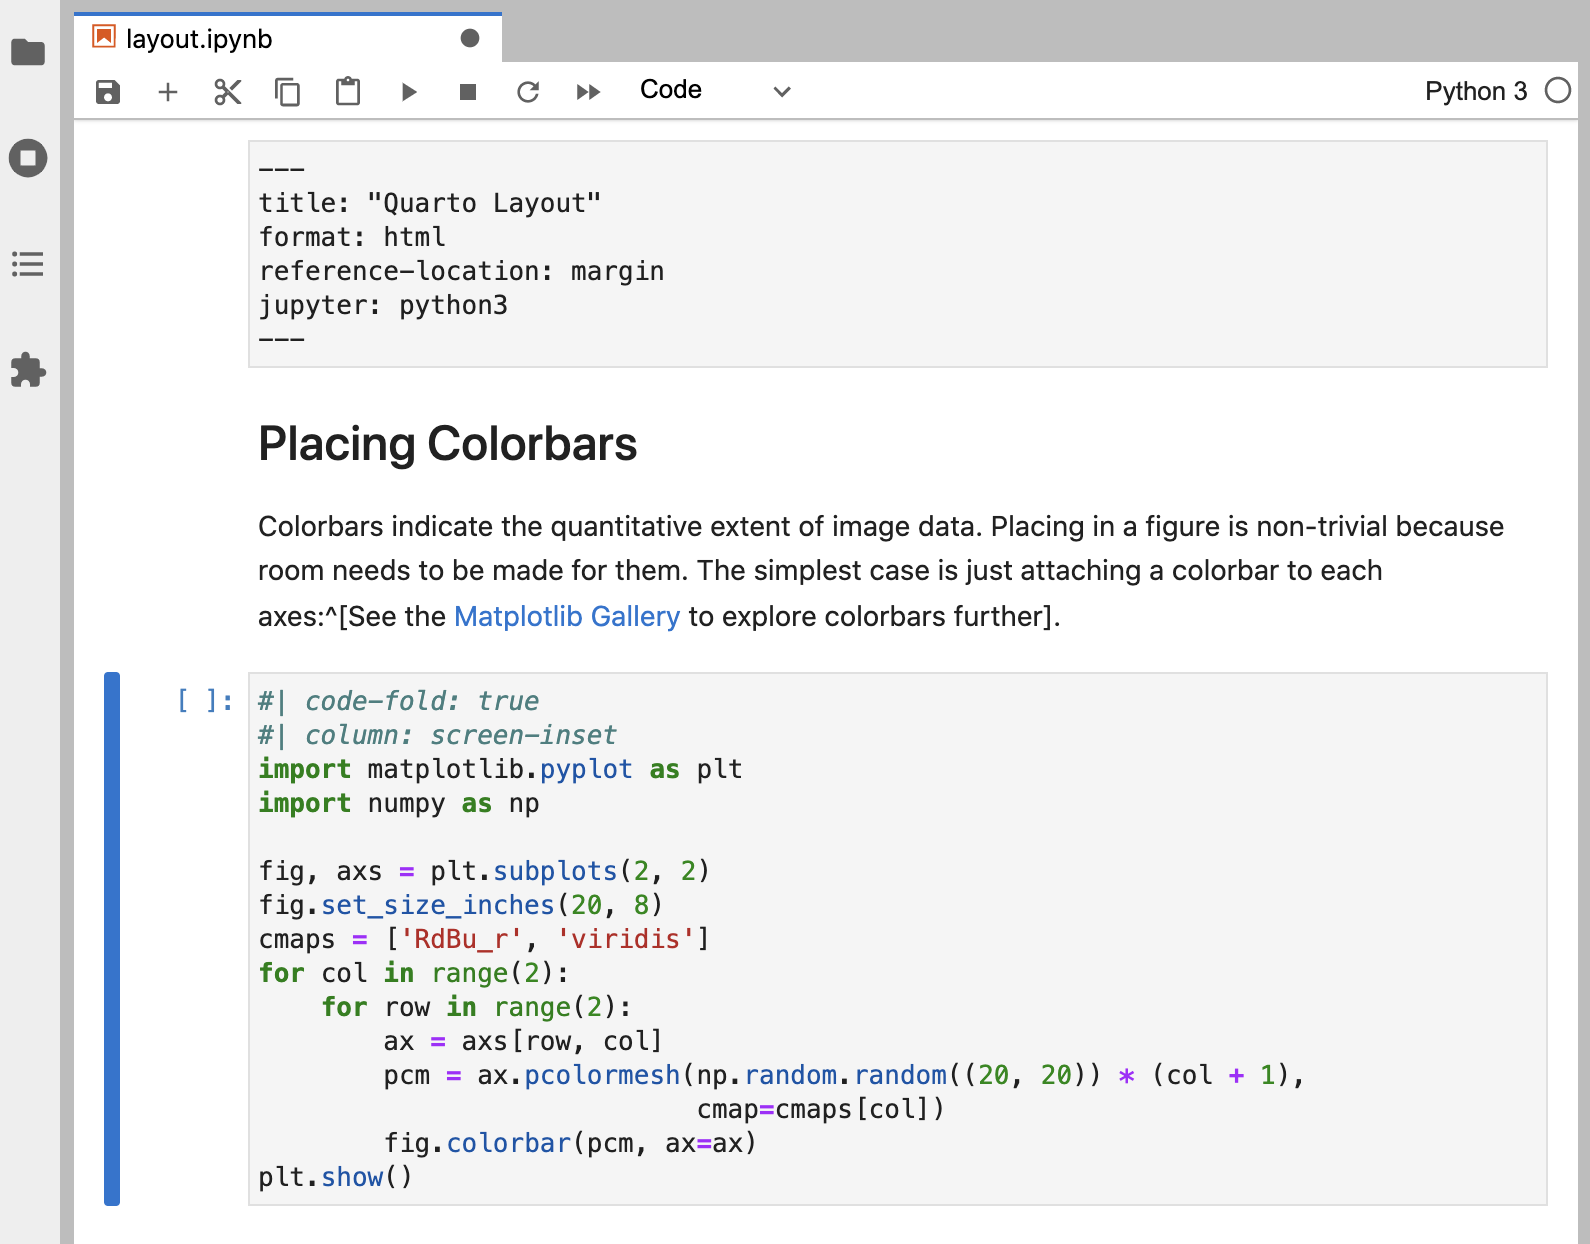 layout.ipynb
Code
Python 3
---
title: "Quarto Layout"
format: html
reference-location: margin
jupyter: python3
---
Placing Colorbars
Colorbars indicate the quantitative extent of image data. Placing in a figure is non-trivial because
room needs to be made for them. The simplest case is just attaching a colorbar to each
axes:^[See the Matplotlib Gallery to explore colorbars further].
[ ]:
#| code-fold: true
#| column: screen-inset
import matplotlib.pyplot as plt
import numpy as np

fig, axs = plt.subplots(2, 2)
fig.set_size_inches(20, 8)
cmaps = ['RdBu_r', 'viridis']
for col in range(2):
    for row in range(2):
        ax = axs[row, col]
        pcm = ax.pcolormesh(np.random.random((20, 20)) * (col + 1),
                            cmap=cmaps[col])
        fig.colorbar(pcm, ax=ax)
plt.show()